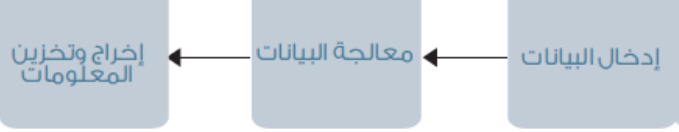 إدخال البيانات
معالجة البيانات
إخراج وتخزين
المعلومات